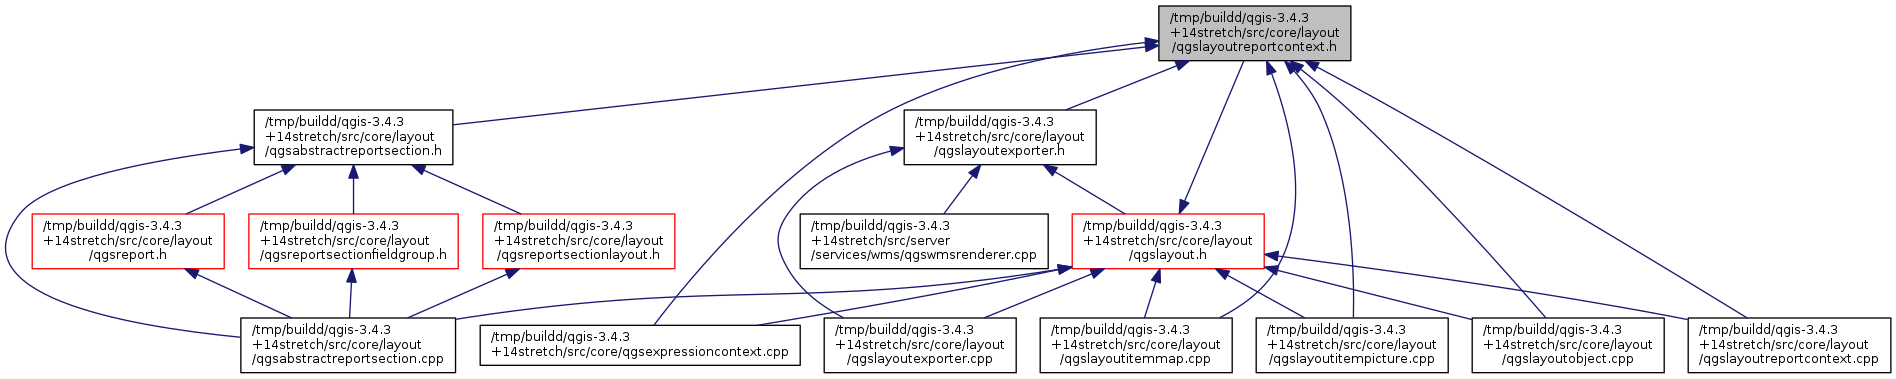 /tmp/buildd/qgis-3.4.3
+14stretch/src/core/layout
/qgslayoutreportcontext.h
/tmp/buildd/qgis-3.4.3
+14stretch/src/core/layout
/qgsabstractreportsection.h
/tmp/buildd/qgis-3.4.3
+14stretch/src/core/layout
/qgslayoutexporter.h
/tmp/buildd/qgis-3.4.3
+14stretch/src/core/layout
/qgsreport.h
/tmp/buildd/qgis-3.4.3
+14stretch/src/core/layout
/qgsreportsectionfieldgroup.h
/tmp/buildd/qgis-3.4.3
+14stretch/src/core/layout
/qgsreportsectionlayout.h
/tmp/buildd/qgis-3.4.3
+14stretch/src/server
/services/wms/qgswmsrenderer.cpp
/tmp/buildd/qgis-3.4.3
+14stretch/src/core/layout
/qgslayout.h
/tmp/buildd/qgis-3.4.3
+14stretch/src/core/layout
/qgsabstractreportsection.cpp
/tmp/buildd/qgis-3.4.3
+14stretch/src/core/qgsexpressioncontext.cpp
/tmp/buildd/qgis-3.4.3
+14stretch/src/core/layout
/qgslayoutexporter.cpp
/tmp/buildd/qgis-3.4.3
+14stretch/src/core/layout
/qgslayoutitemmap.cpp
/tmp/buildd/qgis-3.4.3
+14stretch/src/core/layout
/qgslayoutitempicture.cpp
/tmp/buildd/qgis-3.4.3
+14stretch/src/core/layout
/qgslayoutobject.cpp
/tmp/buildd/qgis-3.4.3
+14stretch/src/core/layout
/qgslayoutreportcontext.cpp